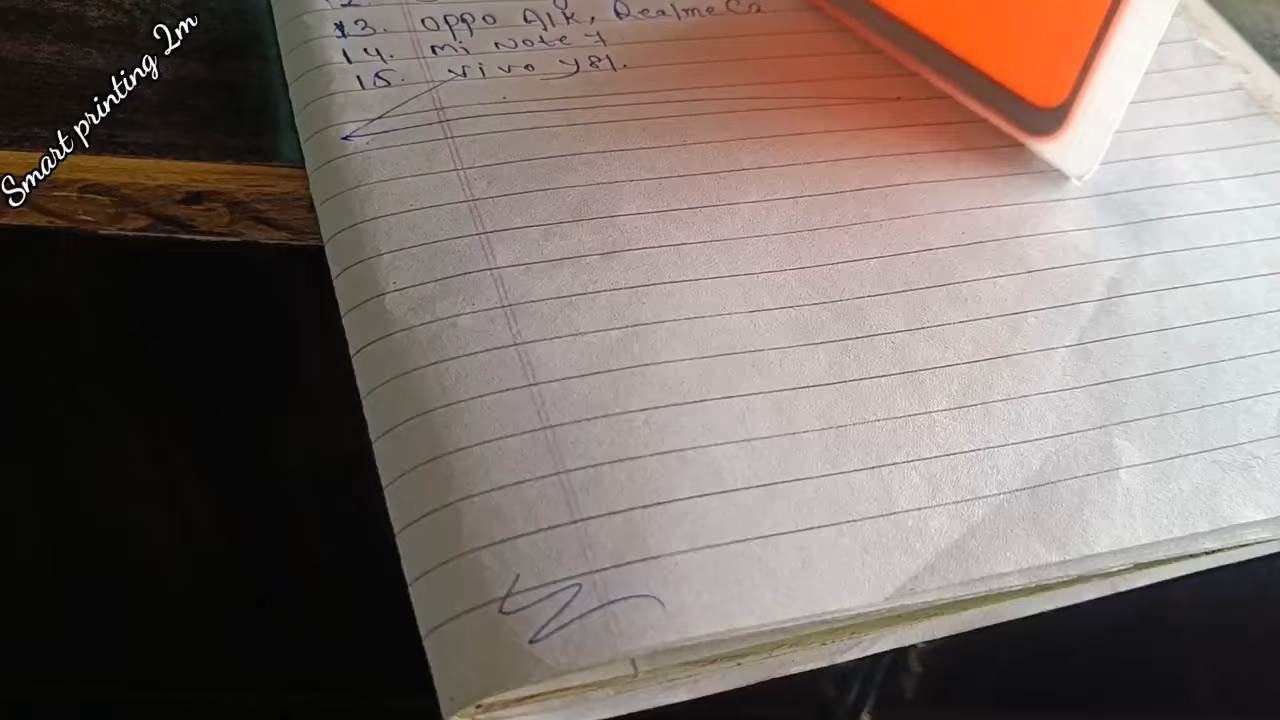 13. oppo A1k, Realme C2
14. Mi Note 7
15. Vivo y81.
Smart printing 2m